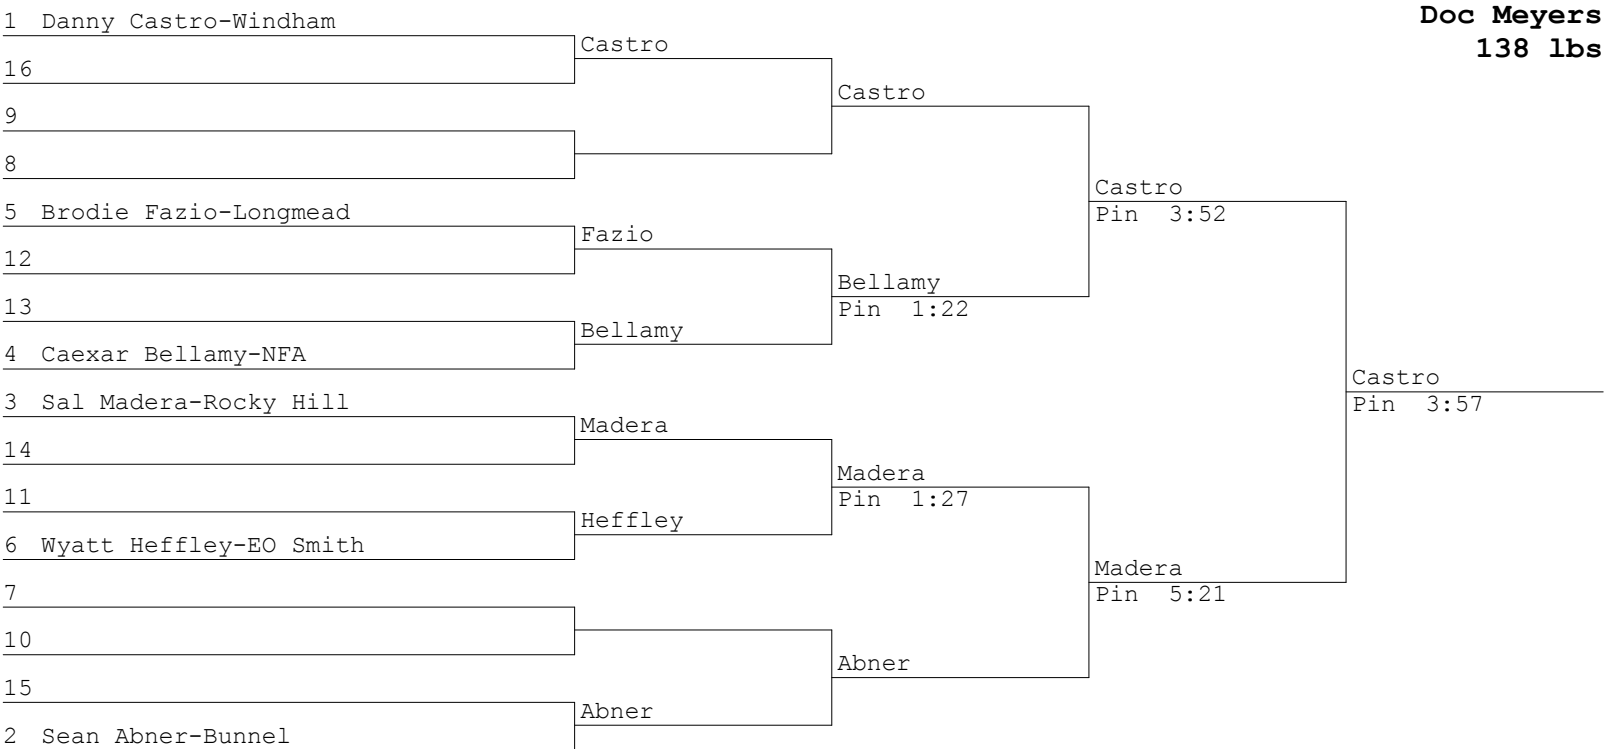 Doc Meyers
138 lbs
1 Danny Castro-Windham
16
9
8
5 Brodie Fazio-Longmead
12
13
4 Caexar Bellamy-NFA
3 Sal Madera-Rocky Hill
14
11
6 Wyatt Heffley-EO Smith
7
10
15
2 Sean Abner-Bunnel
Castro
Fazio
Bellamy
Madera
Heffley
Abner
Castro
Bellamy
Pin 1:22
Madera
Pin 1:27
Abner
Castro
Pin 3:52
Madera
Pin 5:21
Castro
Pin 3:57